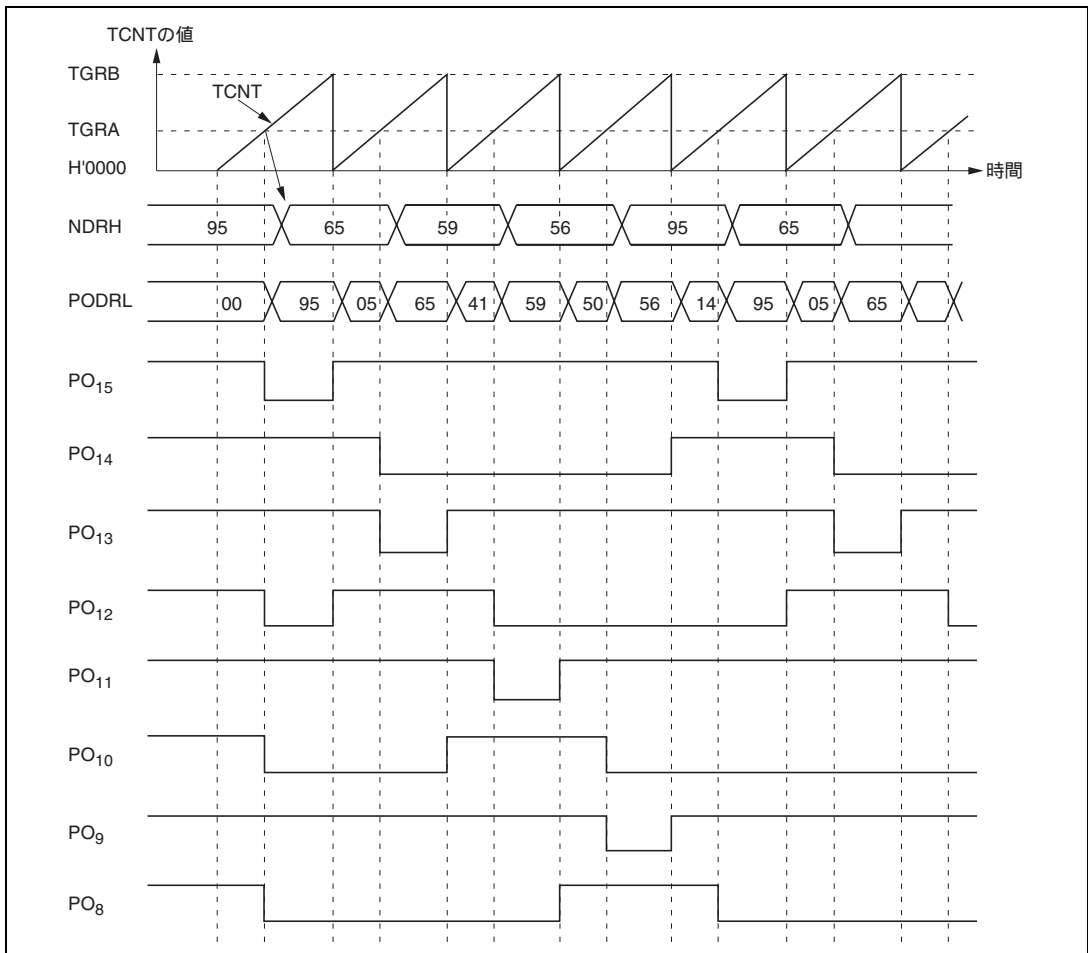 TCNTの値
TGRB
TCNT
TGRA
H'0000
時間
NDRH 95 65 59 56 95 65
PODRL 00 95 05 65 41 59 50 56 14 95 05 65
PO15
PO14
PO13
PO12
PO11
PO10
PO9
PO8